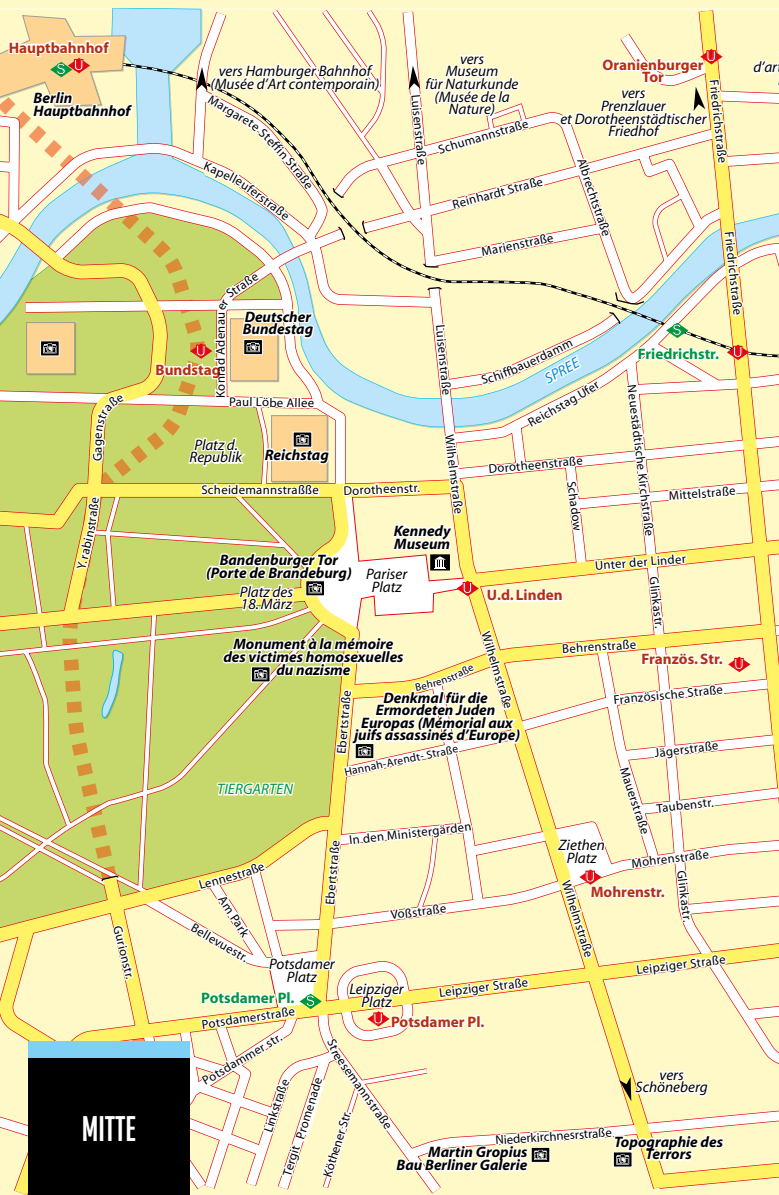 Hauptbahnhof
S
U
Berlin
Hauptbahnhof
vers Hamburger Bahnhof
(Musée d'Art contemporain)
vers
Museum
für Naturkunde
(Musée de la
Nature)
Oranienburger
Tor
U
d'art
vers
Prenzlauer
et Dorotheenstädtischer
Friedhof
Margarete Steffin Straße
Luisenstraße
Schumannstraße
Friedrichstraße
Kapelleuferstraße
Reinhardt Straße
Albrechtstraße
Marienstraße
Friedrichstraße
Konrad Adenauer Straße
Deutscher
Bundestag
U
Bundstag
Luisenstraße
Schiffbauerdamm
SPREE
S
Friedrichstr.
U
Reichstag Ufer
Gagenstraße
Paul Löbe Allee
Platz d.
Republik
Reichstag
Wilhelmstraße
Neuestädtische Kirchstraße
Dorotheenstraße
Scheidemannstraßße
Dorotheenstr.
Schadow
Mittelstraße
Y.rabinstraße
Kennedy
Museum
Bandenburger Tor
(Porte de Brandeburg)
Pariser
Platz
Unter der Linder
Platz des
18.März
U
U.d. Linden
Glinkastr.
Monument à la mémoire
des victimes homosexuelles
du nazisme
Wilhelmstraße
Behrenstraße
Französ. Str.
U
Behrenstraße
Französische Straße
Ebertstraße
Denkmal für die
Ermordeten Juden
Europas (Mémorial aux
juifs assassinés d'Europe)
Hannah-Arendt- Straße
Jägerstraße
TIERGARTEN
Mauerstraße
Taubenstr.
In den Ministergärden
Ziethen
Platz
Mohrenstraße
Lennestraße
Ebertstraße
U
Mohrenstr.
Glinkastr.
Am Park
Voßstraße
Wilhelmstraße
Bellevuestr.
Gurionstr.
Potsdamer
Platz
Leipziger Straße
Potsdamer Pl.
S
Leipziger
Platz
Leipziger Straße
Potsdamerstraße
U
Potsdamer Pl.
Potsdammer str.
Stresemannstraße
vers
Schöneberg
Linkstraße
Tergit Promenade
Köthener Str.
MITTE
Niederkirchnesrstraße
Martin Gropius
Bau Berliner Galerie
Topographie des
Terrors